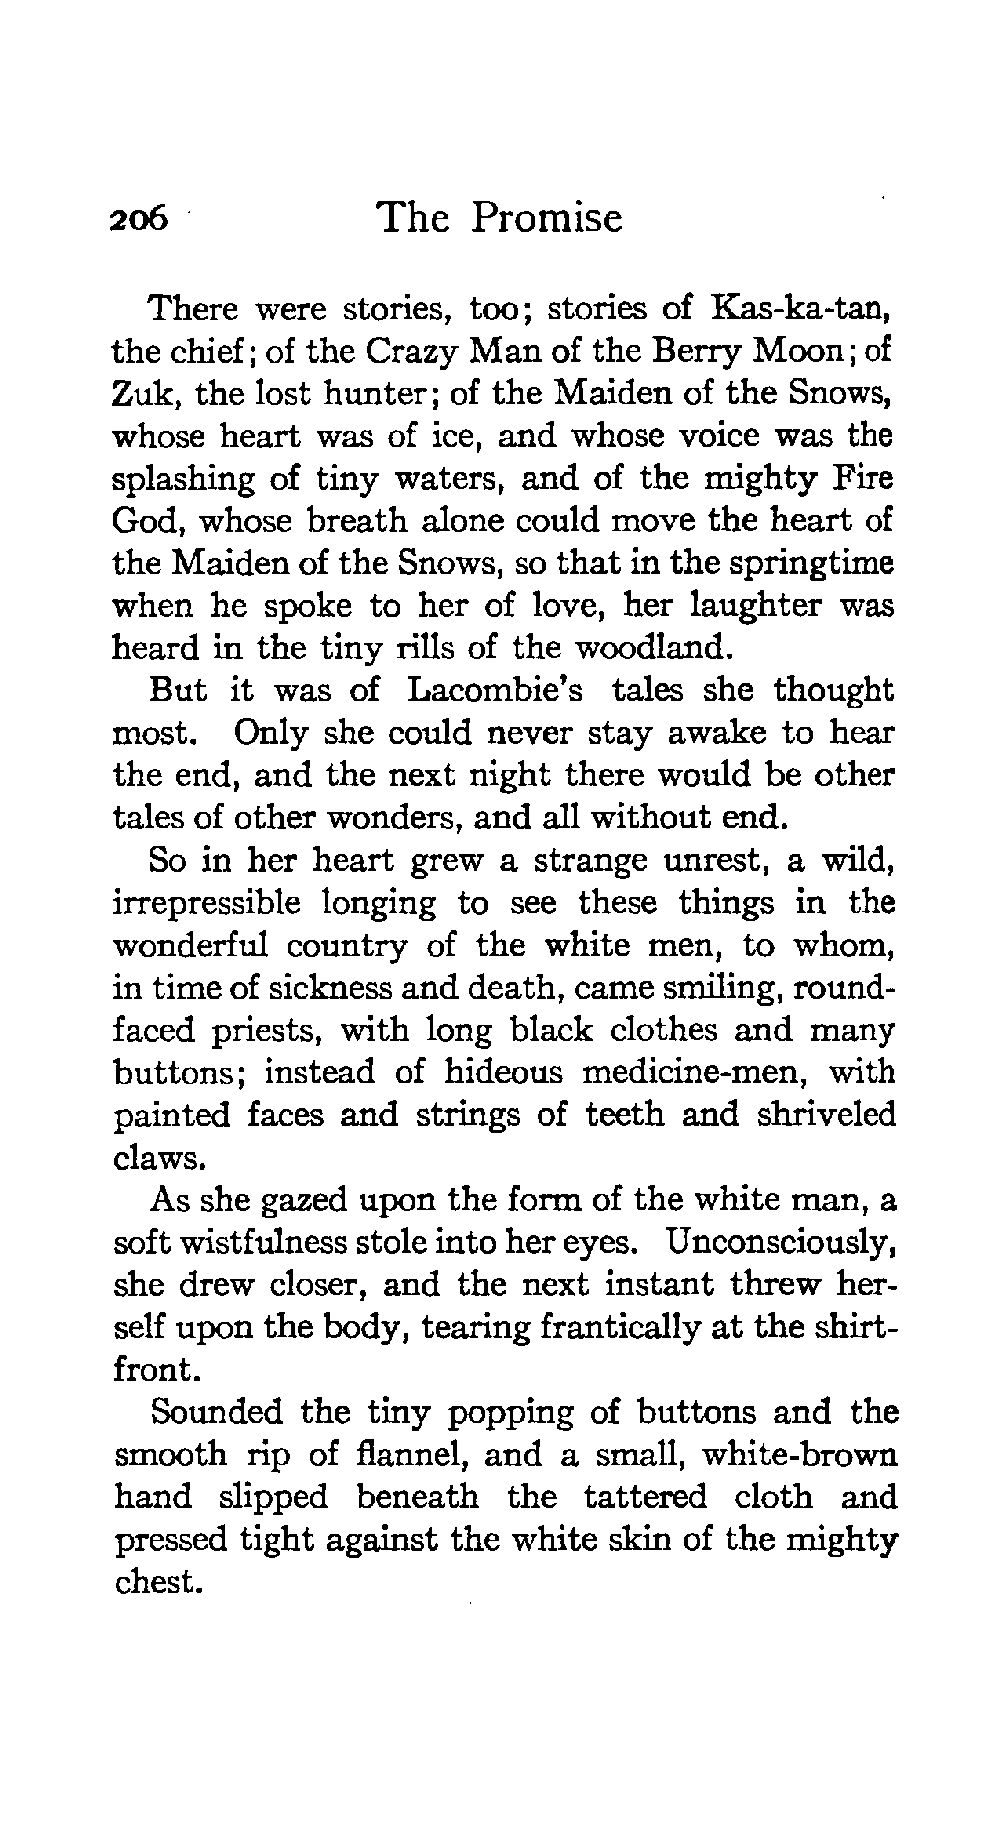 206 The Promise
There were stories, too; stories of Kas-ka-tan,
the chief; of the Crazy Man of the Berry Moon; of
Zuk, the lost hunter; of the Maiden of the Snows,
whose heart was of ice, and whose voice was the
splashing of tiny waters, and of the mighty Fire
God, whose breath alone could move the heart of
the Maiden of the Snows, so that in the springtime
when he spoke to her of love, her laughter was
heard in the tiny rills of the woodland.
But it was of Lacombie's tales she thought
most. Only she could never stay awake to hear
the end, and the next night there would be other
tales of other wonders, and all without end.
So in her heart grew a strange unrest, a wild,
irrepressible longing to see these things in the
wonderful country of the white men, to whom,
in time of sickness and death, came smiling, round-
faced priests, with long black clothes and many
buttons; instead of hideous medicine-men, with
painted faces and strings of teeth and shriveled
claws.
As she gazed upon the form of the white man, a
soft wistfulness stole into her eyes. Unconsciously,
she drew closer, and the next instant threw her-
self upon the body, tearing frantically at the shirt-
front.
Sounded the tiny popping of buttons and the
smooth rip of flannel, and a small, white-brown
hand slipped beneath the tattered cloth and
pressed tight against the white skin of the mighty
chest.